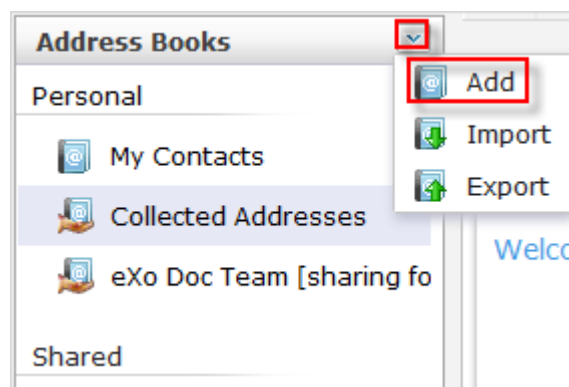 Address Books
Personal
My Contacts
Collected Addresses
eXo Doc Team [sharing fo
Shared
Add
Import
Export
Welc